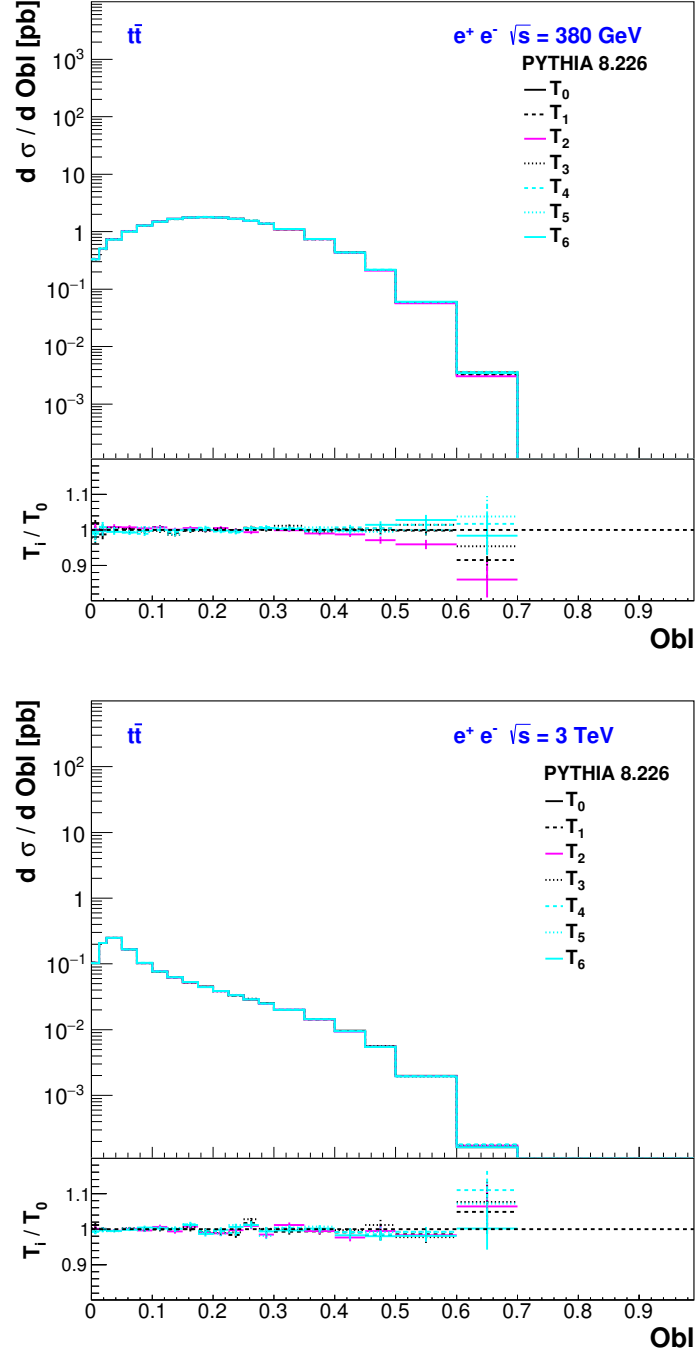 tt̄
e⁺ e⁻ √s = 380 GeV
PYTHIA 8.226
T₀
T₁
T₂
T₃
T₄
T₅
T₆
d σ / d Obl [pb]
10³
10²
10
1
10⁻¹
10⁻²
10⁻³
Tᵢ / T₀
1.1
1
0.9
0 0.1 0.2 0.3 0.4 0.5 0.6 0.7 0.8 0.9
Obl
tt̄
e⁺ e⁻ √s = 3 TeV
PYTHIA 8.226
T₀
T₁
T₂
T₃
T₄
T₅
T₆
d σ / d Obl [pb]
10²
10
1
10⁻¹
10⁻²
10⁻³
Tᵢ / T₀
1.1
1
0.9
0 0.1 0.2 0.3 0.4 0.5 0.6 0.7 0.8 0.9
Obl